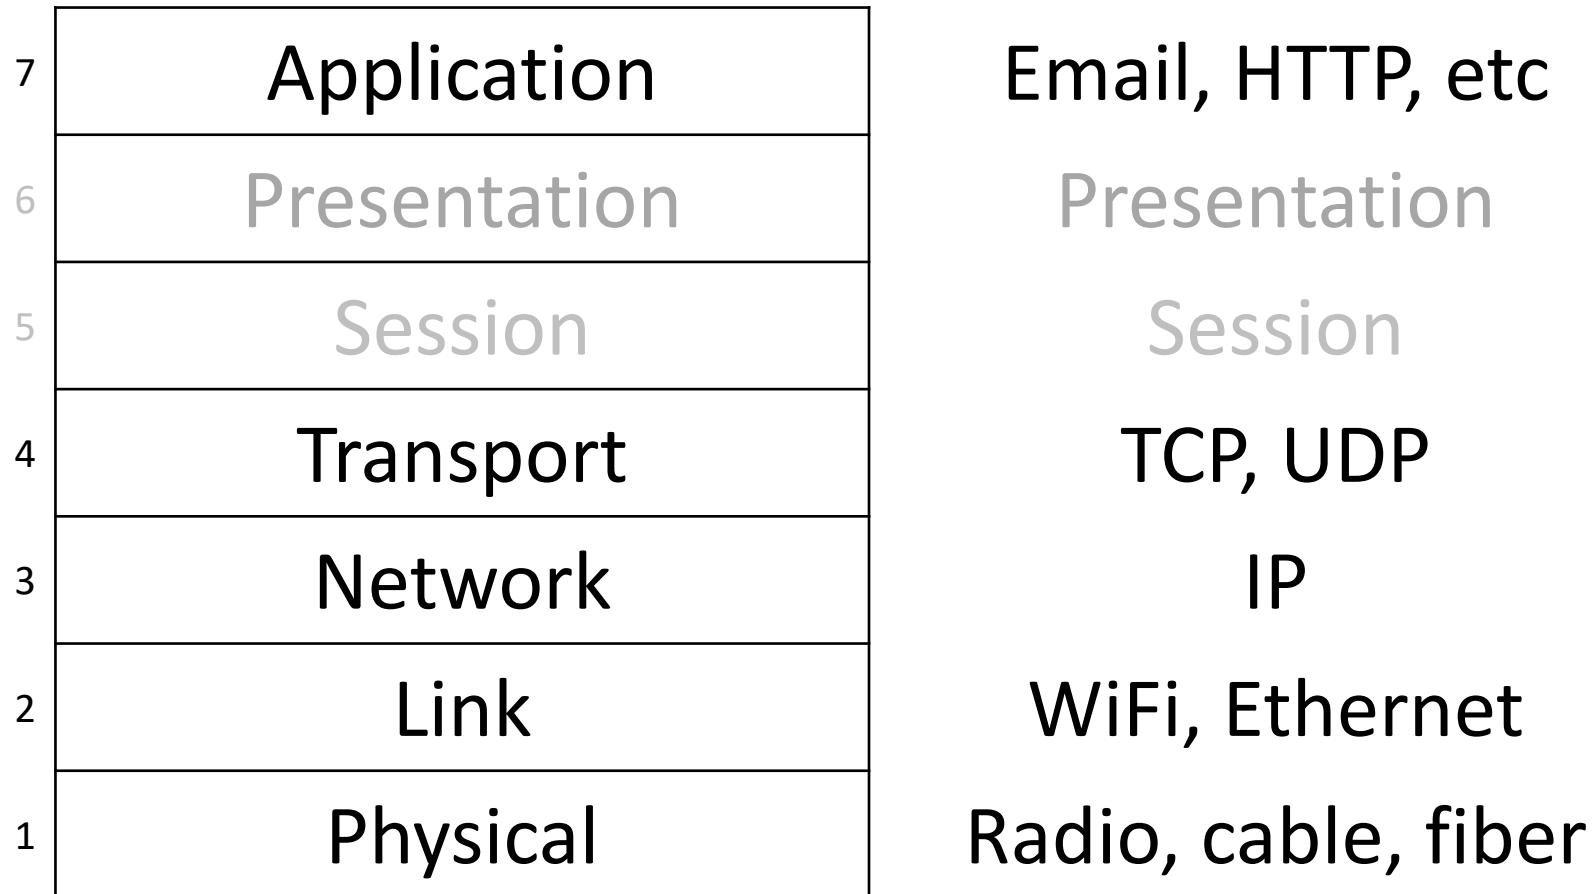 7 Application Email, HTTP, etc
6 Presentation Presentation
5 Session Session
4 Transport TCP, UDP
3 Network IP
2 Link WiFi, Ethernet
1 Physical Radio, cable, fiber